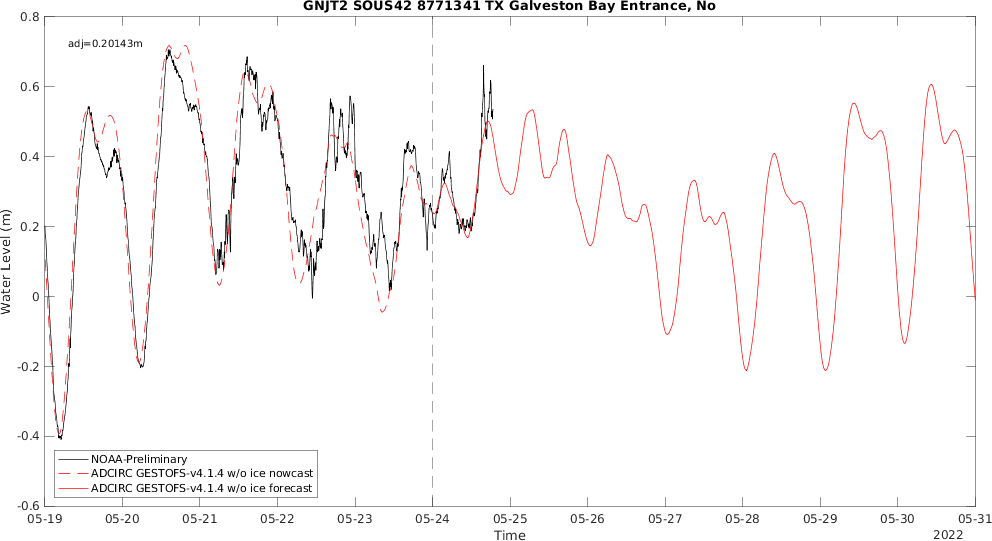 GNJT2 SOUS42 8771341 TX Galveston Bay Entrance, No
adj=0.20143m
0.8
0.6
0.4
0.2
0
-0.2
-0.4
-0.6
Water Level (m)
NOAA-Preliminary
ADCIRC GESTOFS-v4.1.4 w/o ice nowcast
ADCIRC GESTOFS-v4.1.4 w/o ice forecast
05-19 05-20 05-21 05-22 05-23 05-24 05-25 05-26 05-27 05-28 05-29 05-30 05-31
Time
2022